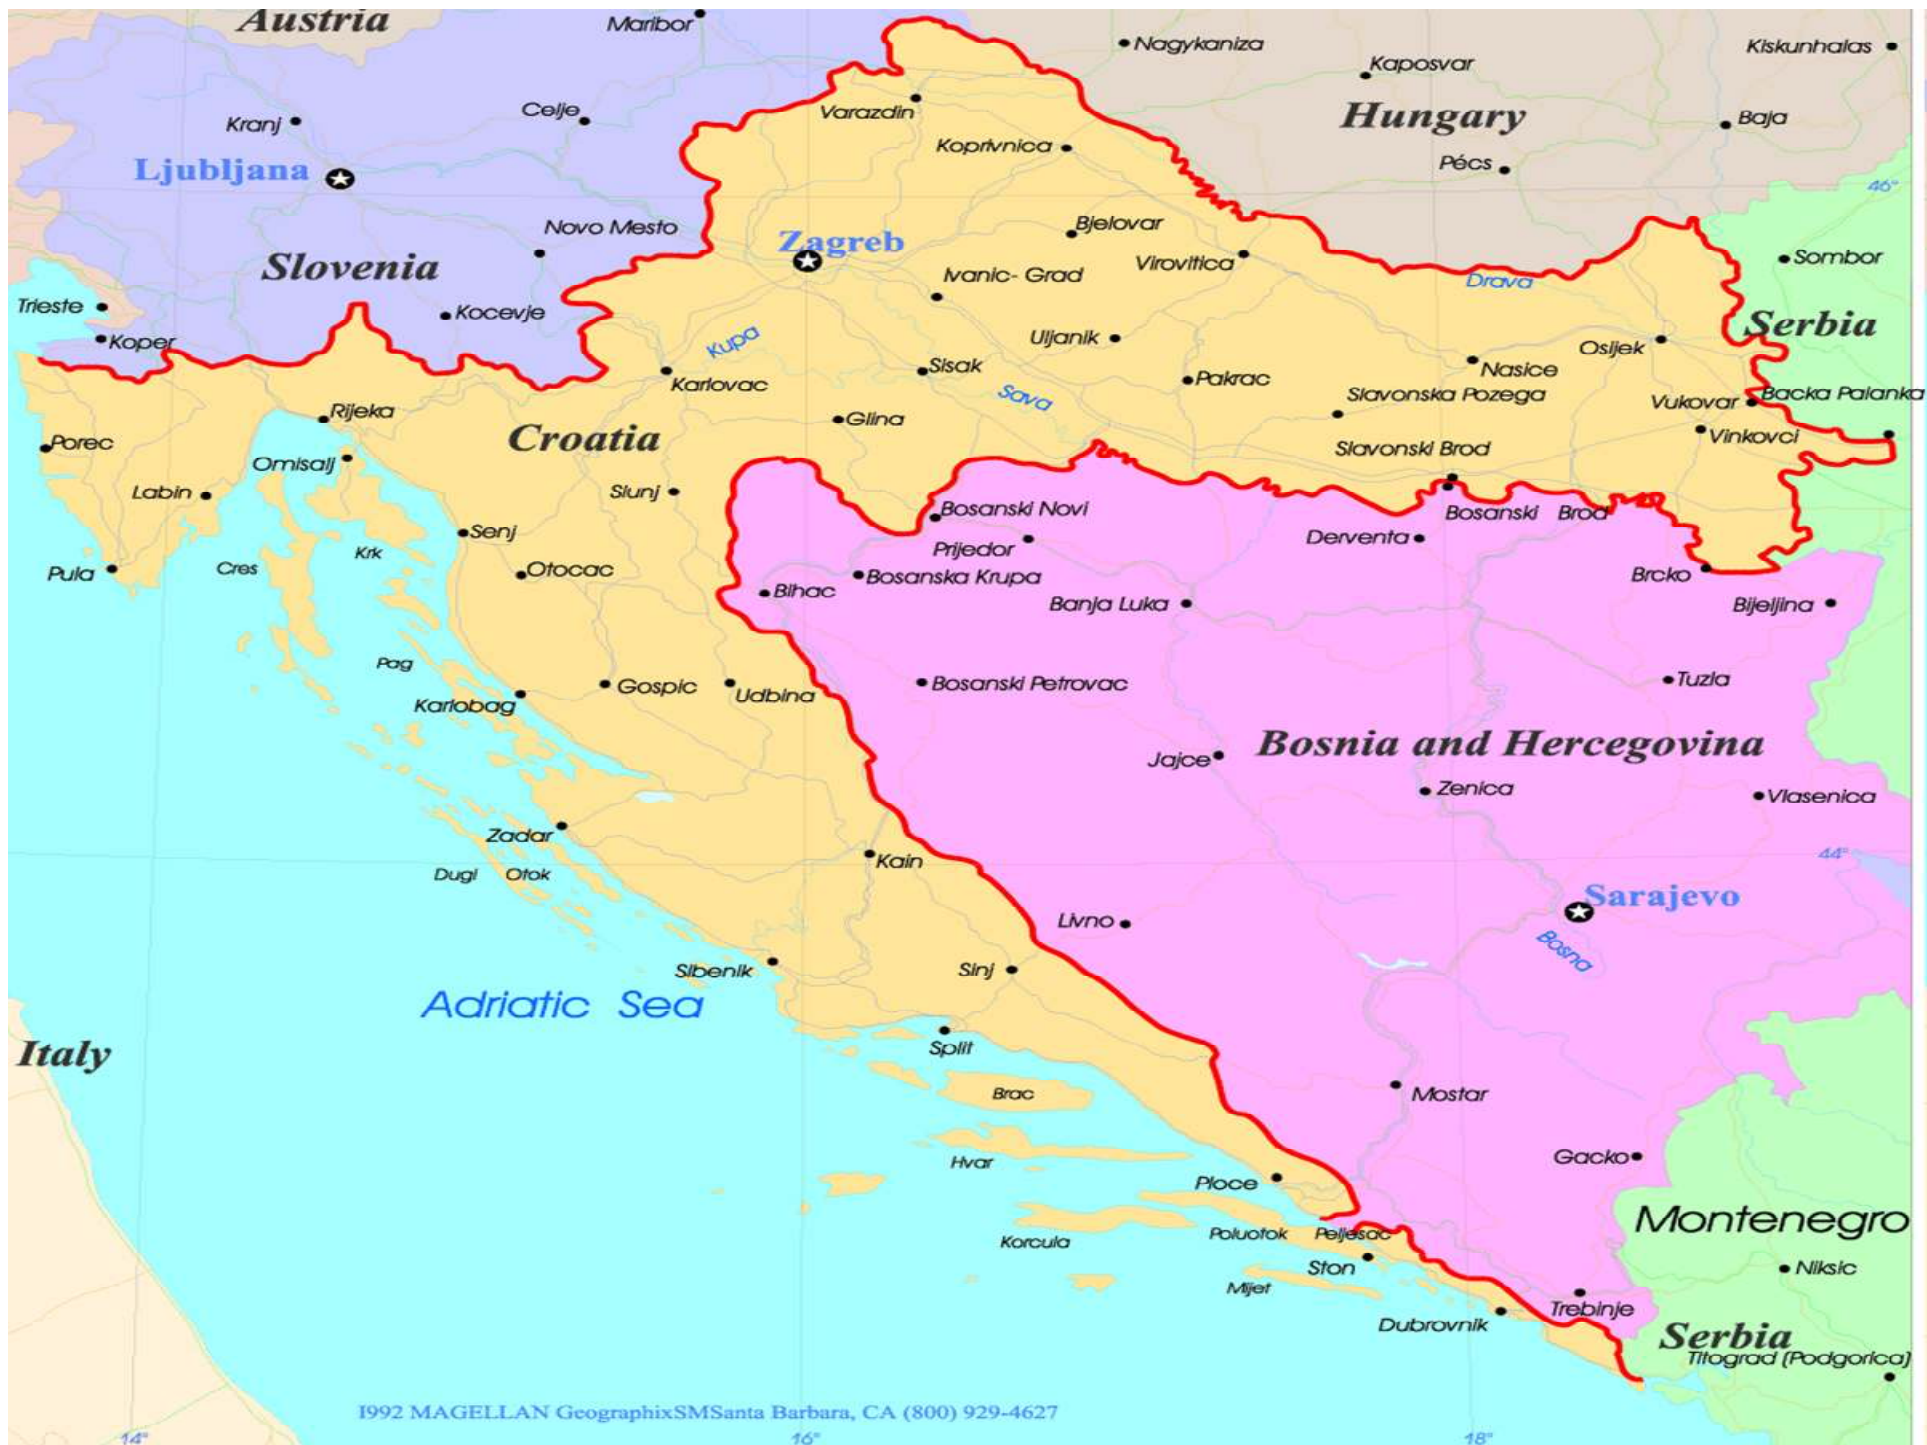 Austria
Maribor
Nagykaniza
Kaposvar
Kiskunhalas
Kranj
Celje
Varazdin
Hungary
Baja
Ljubljana
Koprivnica
Pécs
46°
Novo Mesto
Zagreb
Bjelovar
Virovitica
Sombor
Slovenia
Ivanic- Grad
Drava
Trieste
Kocevje
Koper
Kupa
Uljanik
Osijek
Serbia
Karlovac
Sisak
Sava
Pakrac
Nasice
Slavonska Pozega
Vukovar
Backa Palanka
Rijeka
Croatia
Glina
Vinkovci
Porec
Omisalj
Slavonski Brod
Labin
Slunj
Bosanski Novi
Bosanski Brod
Senj
Prijedor
Derventa
Krk
Cres
Pula
Otocac
Bosanska Krupa
Brcko
Bihac
Banja Luka
Bijeljina
Pag
Gospic
Udbina
Bosanski Petrovac
Tuzla
Karlobag
Jajce
Bosnia and Hercegovina
Zenica
Vlasenica
Zadar
Kain
44°
Dugi Otok
Livno
Sarajevo
Bosna
Sibenik
Sinj
Adriatic Sea
Italy
Split
Brac
Mostar
Hvar
Ploce
Gacko
Korcula
Poluotok Peljesac
Montenegro
Ston
Niksic
Mljet
Trebinje
Dubrovnik
Serbia
Titograd (Podgorica)
1992 MAGELLAN GeographixSMSanta Barbara, CA (800) 929-4627
14°
16°
18°